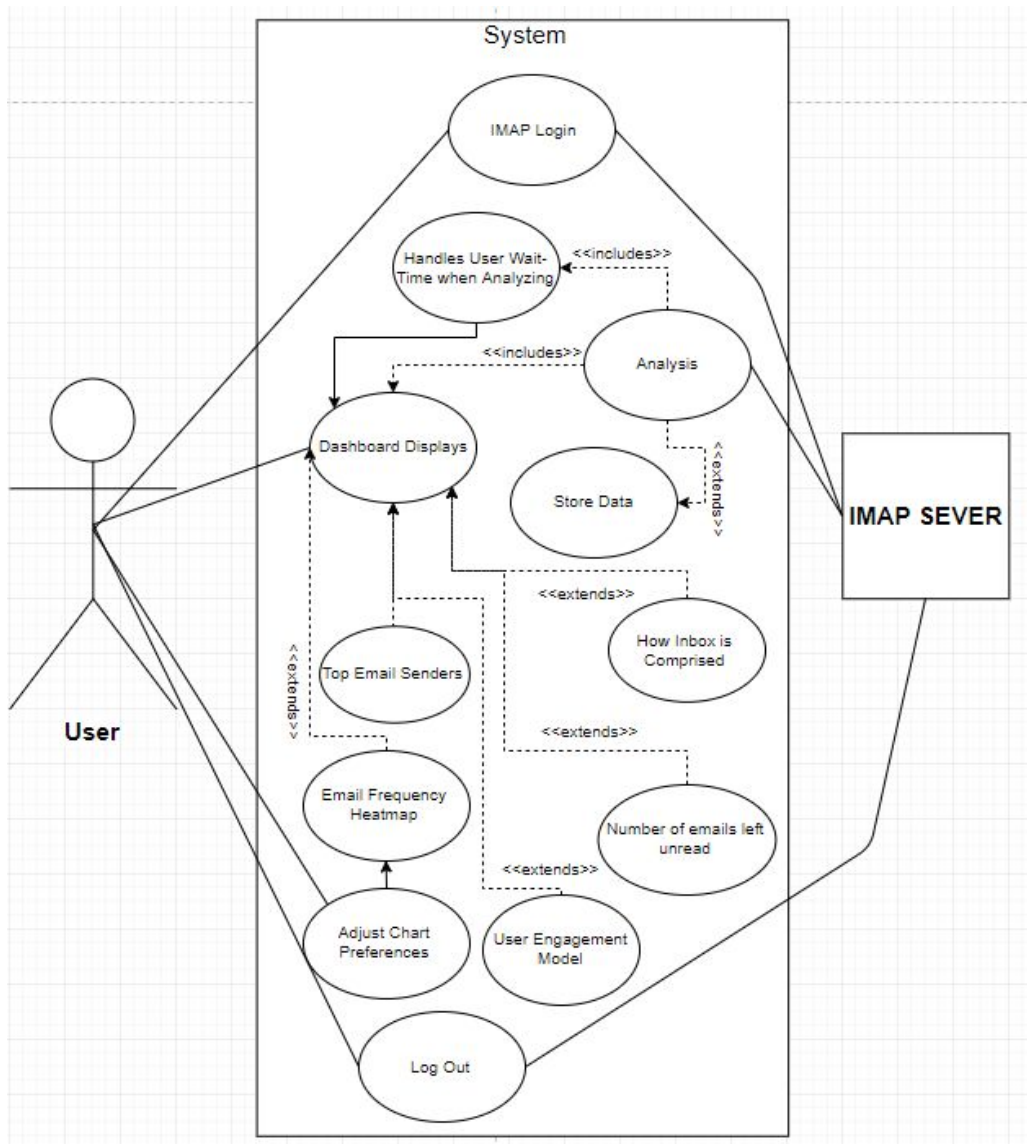 System
IMAP Login
Handles User Wait-
Time when Analyzing
<<includes>>
<<includes>>
Analysis
Dashboard Displays
Store Data
<<extends>>
IMAP SEVER
<<extends>>
How Inbox is
Comprised
Top Email Senders
<<extends>>
User
<<extends>>
Email Frequency
Heatmap
Number of emails left
unread
<<extends>>
Adjust Chart
Preferences
User Engagement
Model
Log Out